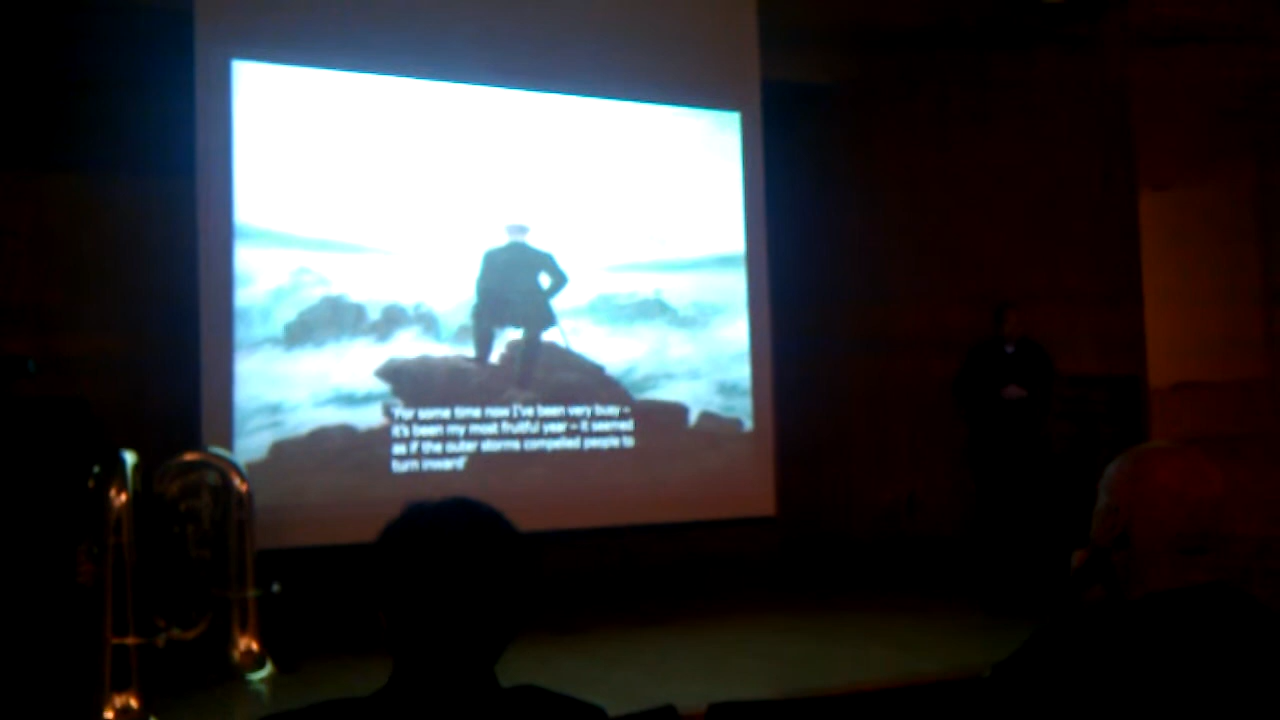 "For some time now I've been very busy –
it's been my most fruitful year – it seemed
as if the outer storms compelled people to
turn inward"